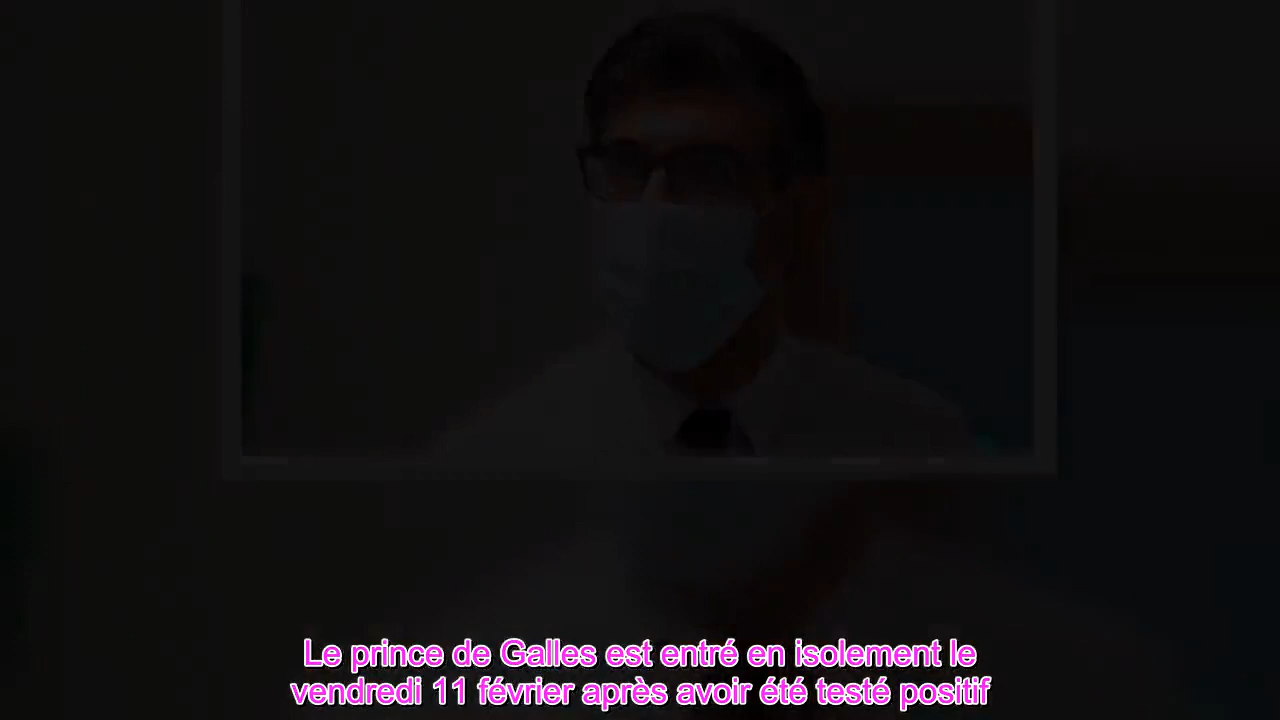 Le prince de Galles est entré en isolement le
vendredi 11 février après avoir été testé positif